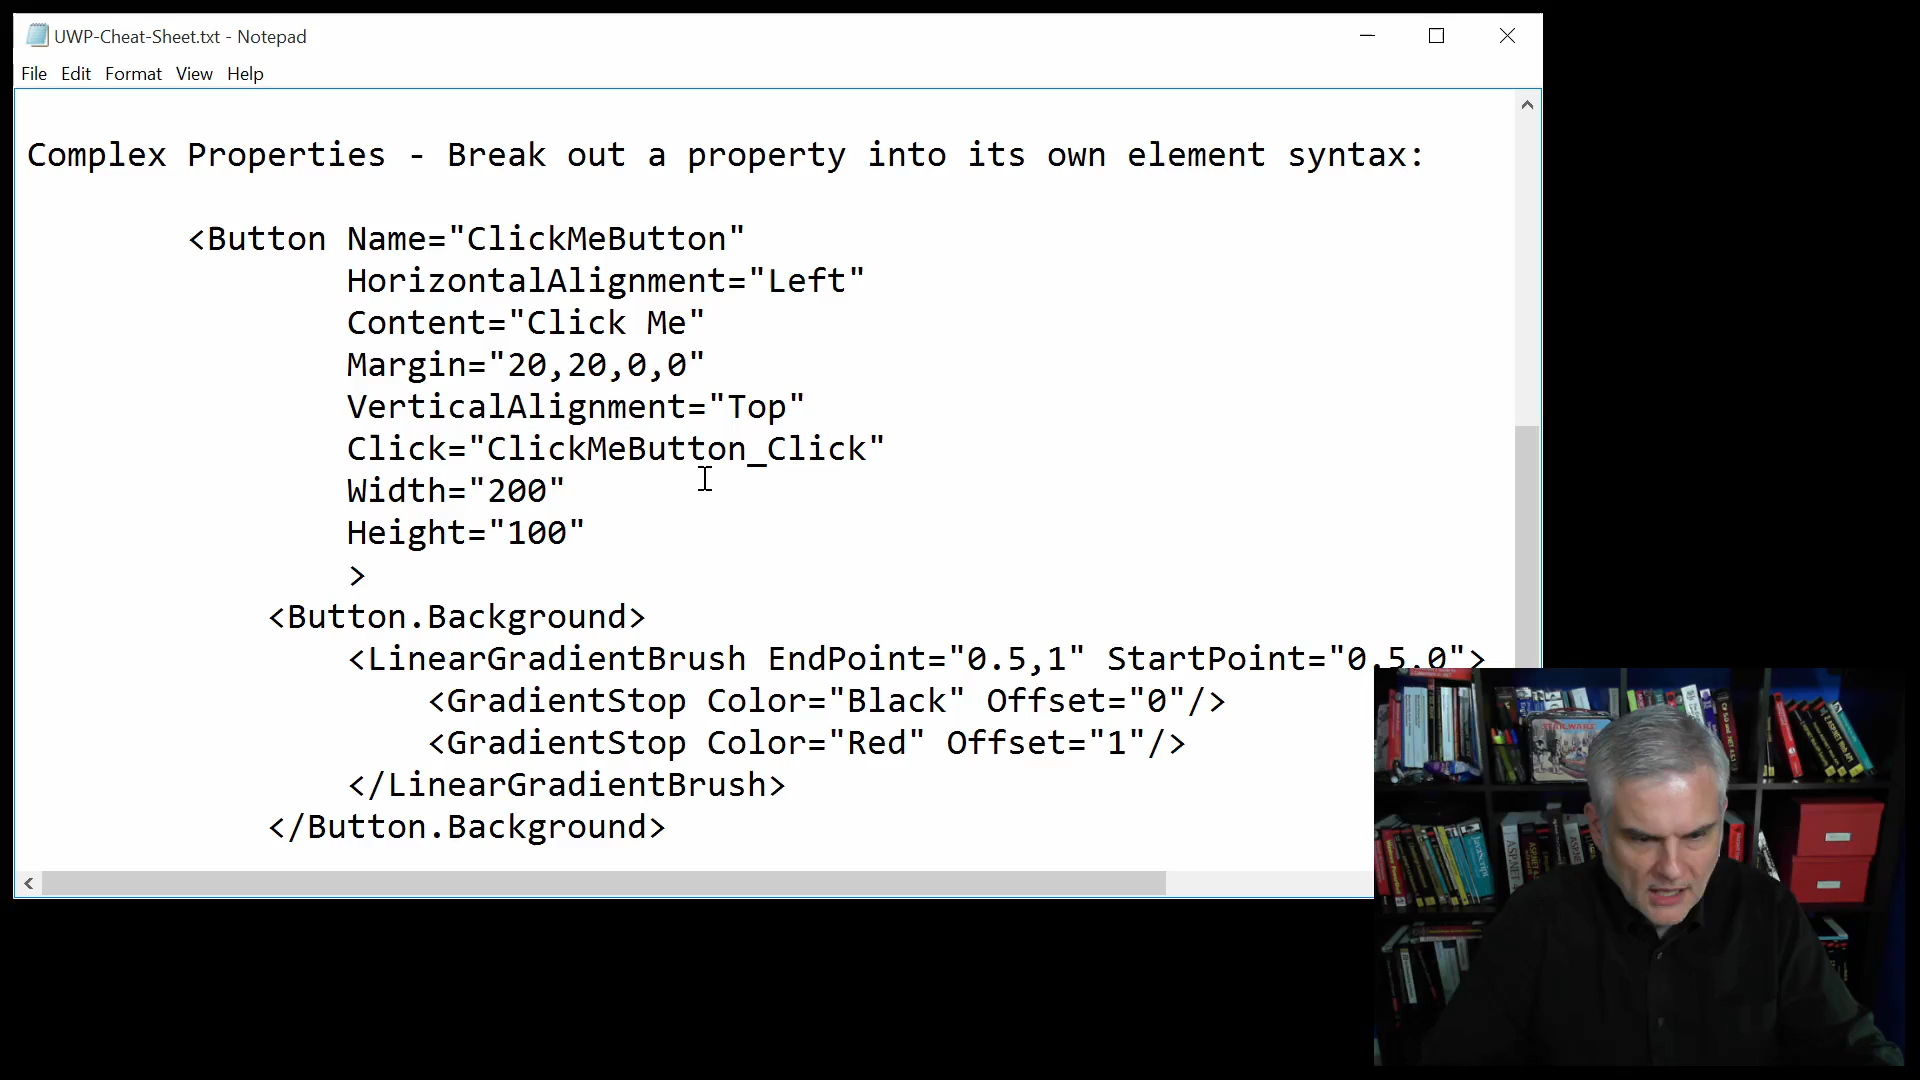 UWP-Cheat-Sheet.txt - Notepad
File Edit Format View Help
Complex Properties - Break out a property into its own element syntax:
<Button Name="ClickMeButton"
HorizontalAlignment="Left"
Content="Click Me"
Margin="20,20,0,0"
VerticalAlignment="Top"
Click="ClickMeButton_Click"
Width="200"
Height="100"
>
<Button.Background>
<LinearGradientBrush EndPoint="0.5,1" StartPoint="0.5,0">
<GradientStop Color="Black" Offset="0"/>
<GradientStop Color="Red" Offset="1"/>
</LinearGradientBrush>
</Button.Background>
STAR WARS